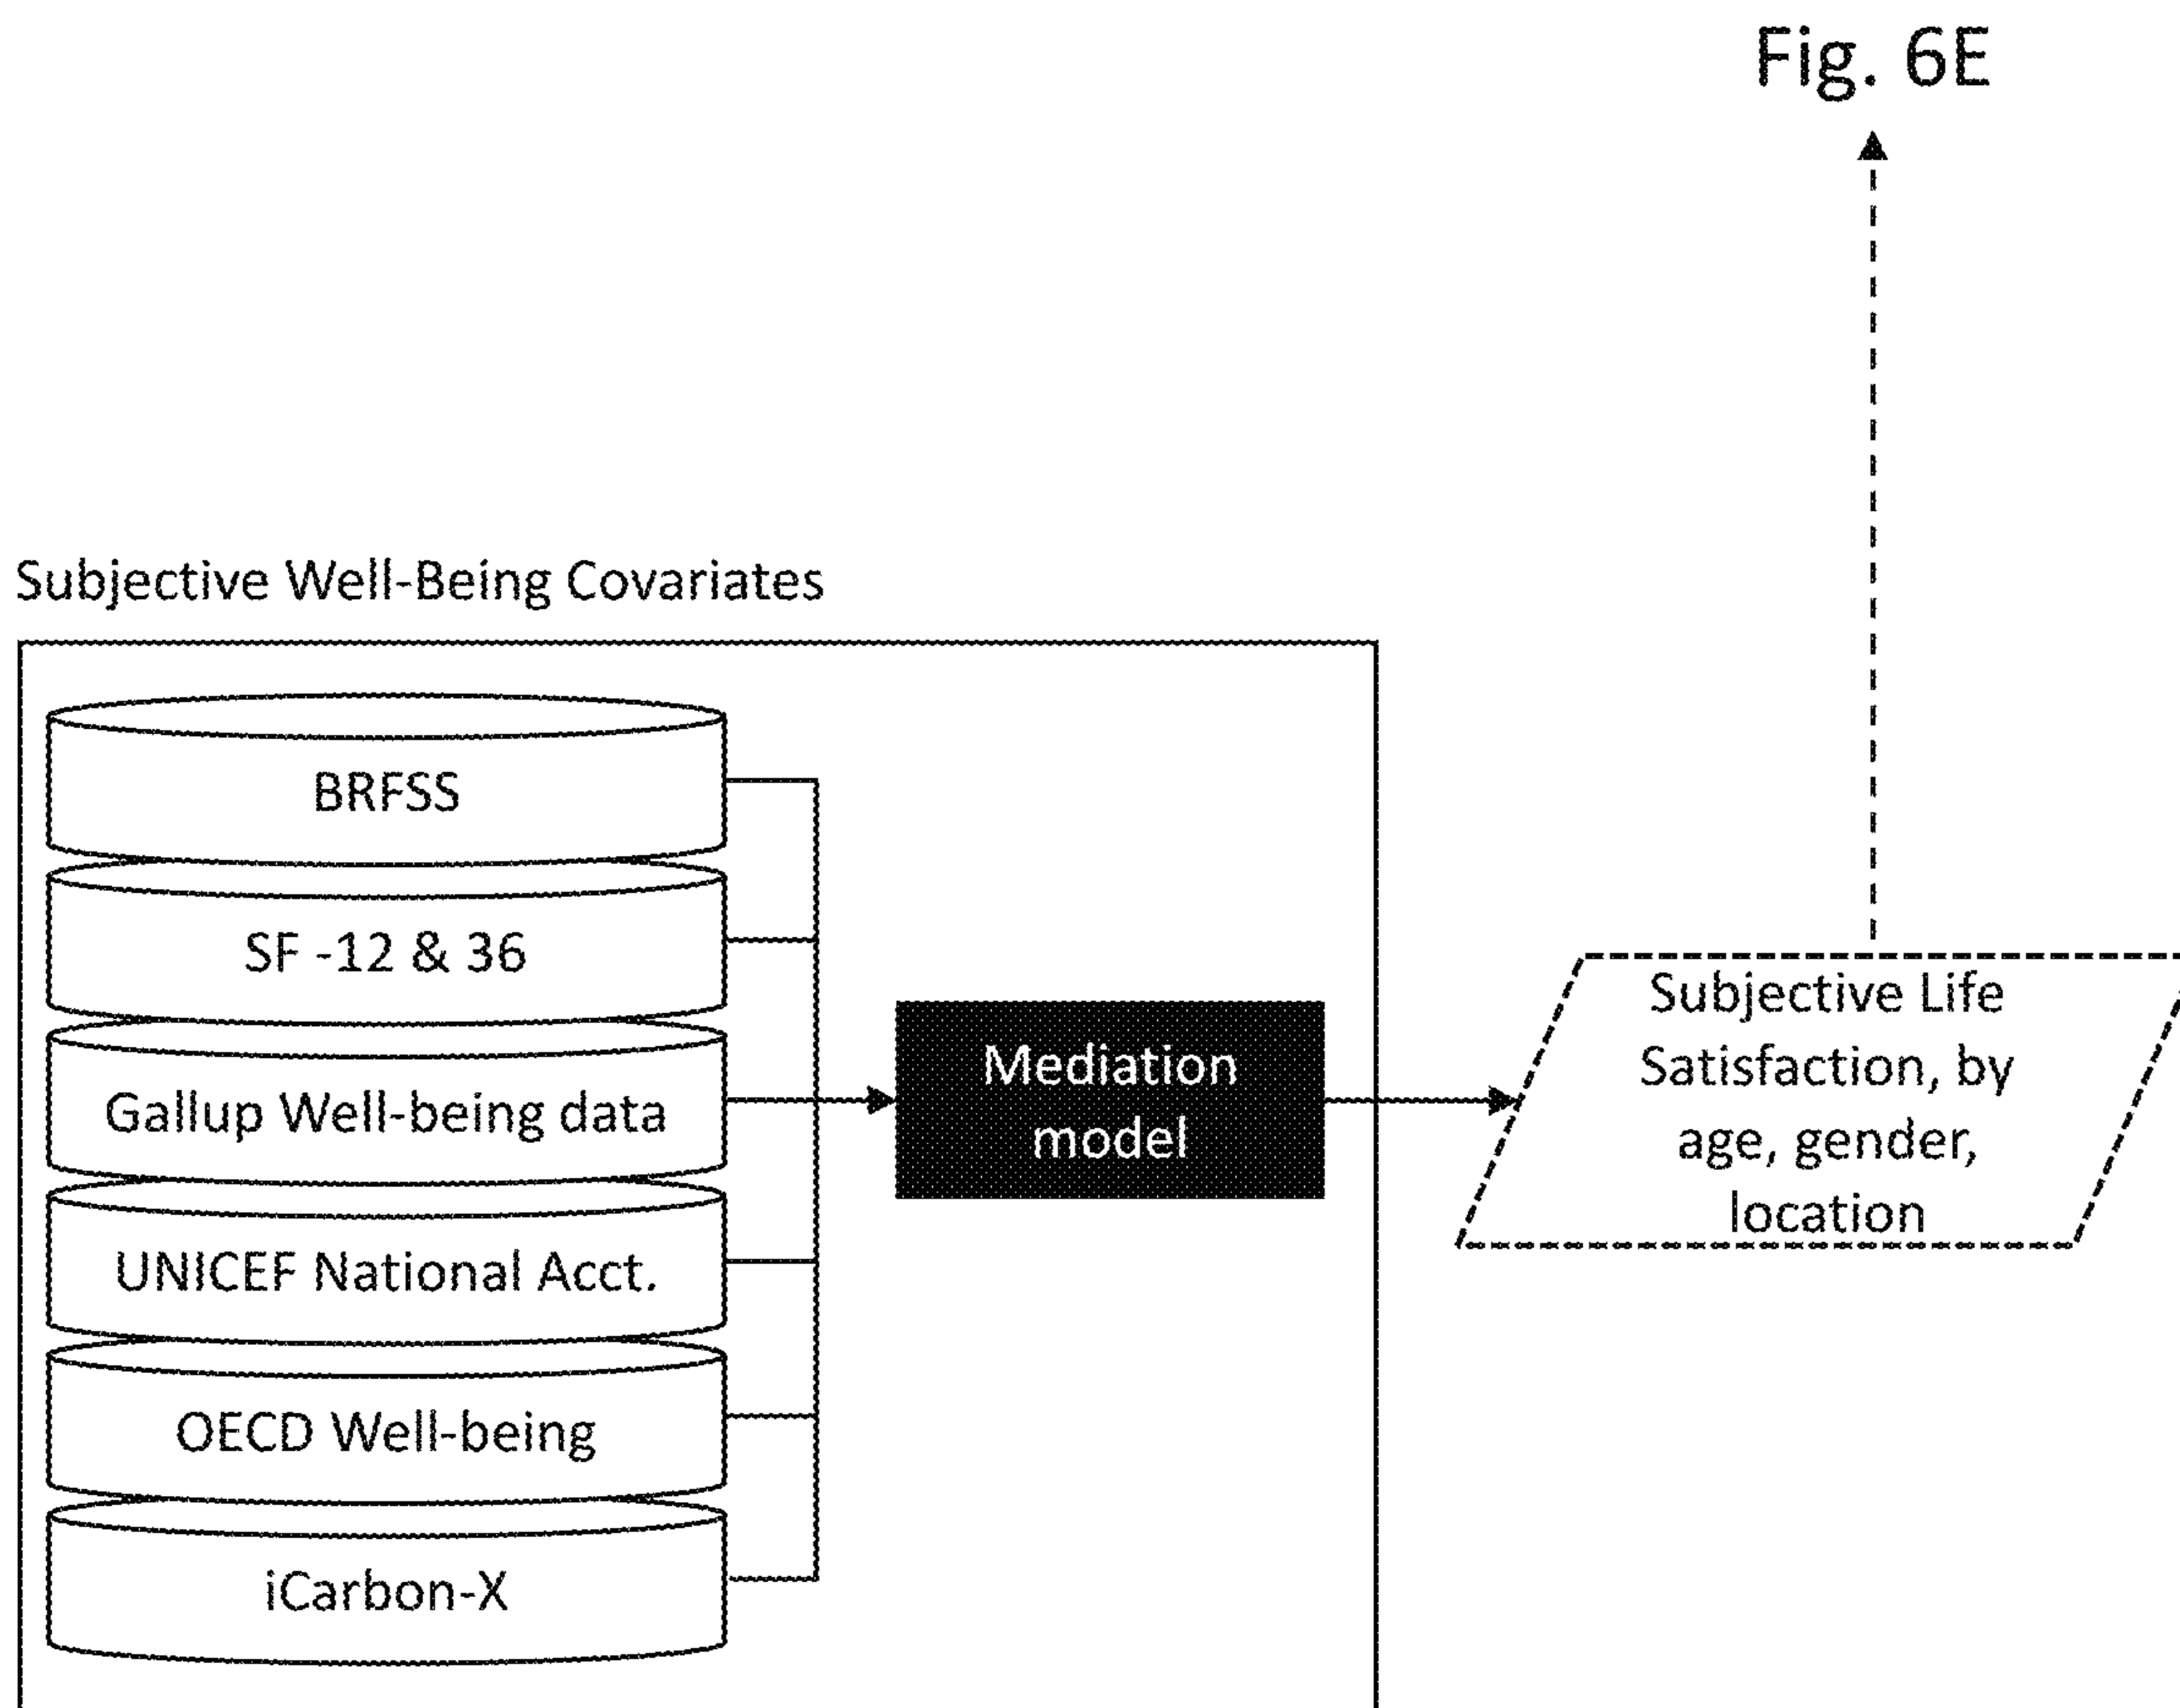 Fig. 6E
Subjective Well-Being Covariates
BRFSS
SF -12 & 36
Gallup Well-being data
UNICEF National Acct.
OECD Well-being
iCarbon-X
Mediation
model
Subjective Life
Satisfaction, by
age, gender,
location